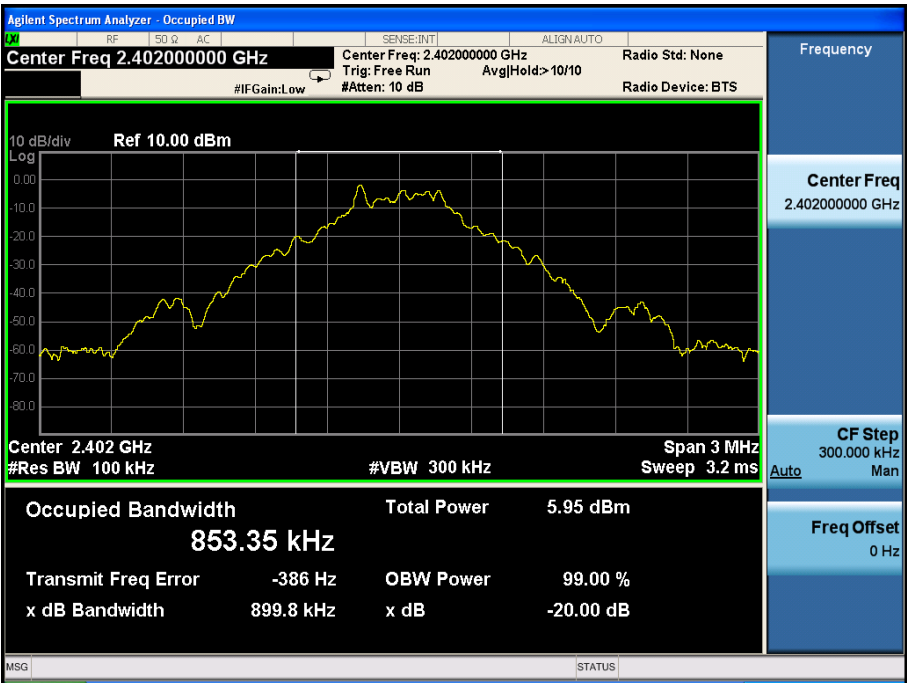 Agilent Spectrum Analyzer - Occupied BW
LXI RF 50 Ω AC SENSE:INT ALIGN AUTO
Center Freq 2.402000000 GHz
Center Freq: 2.402000000 GHz
Radio Std: None
Trig: Free Run Avg|Hold:> 10/10
#IFGain:Low
#Atten: 10 dB
Radio Device: BTS
10 dB/div Ref 10.00 dBm
Log
0.00
-10.0
-20.0
-30.0
-40.0
-50.0
-60.0
-70.0
-80.0
Center 2.402 GHz Span 3 MHz
#Res BW 100 kHz #VBW 300 kHz Sweep 3.2 ms
Occupied Bandwidth Total Power 5.95 dBm
853.35 kHz
Transmit Freq Error -386 Hz OBW Power 99.00 %
x dB Bandwidth 899.8 kHz x dB -20.00 dB
MSG STATUS
Frequency
Center Freq
2.402000000 GHz
CF Step
300.000 kHz
Auto Man
Freq Offset
0 Hz